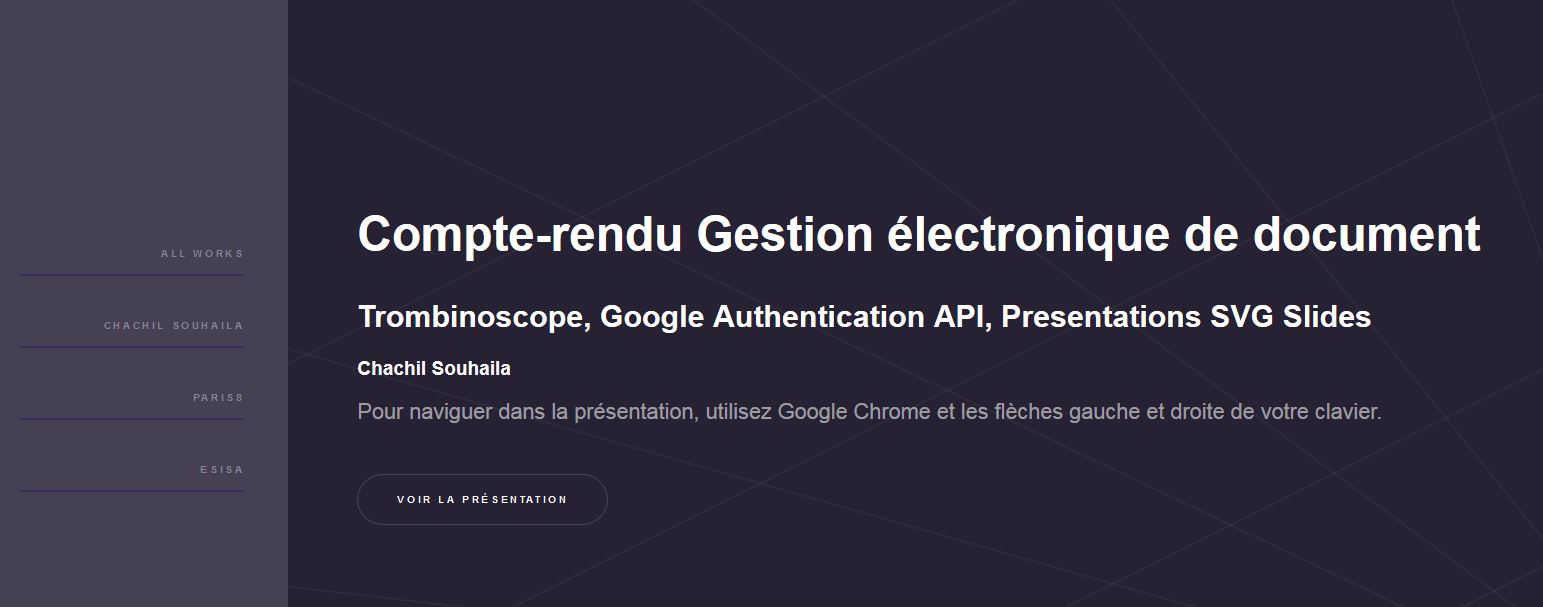 ALL WORKS
CHACHIL SOUHAILA
PARIS8
ESISA
Compte-rendu Gestion électronique de document
Trombinoscope, Google Authentication API, Presentations SVG Slides
Chachil Souhaila
Pour naviguer dans la présentation, utilisez Google Chrome et les flèches gauche et droite de votre clavier.
VOIR LA PRÉSENTATION